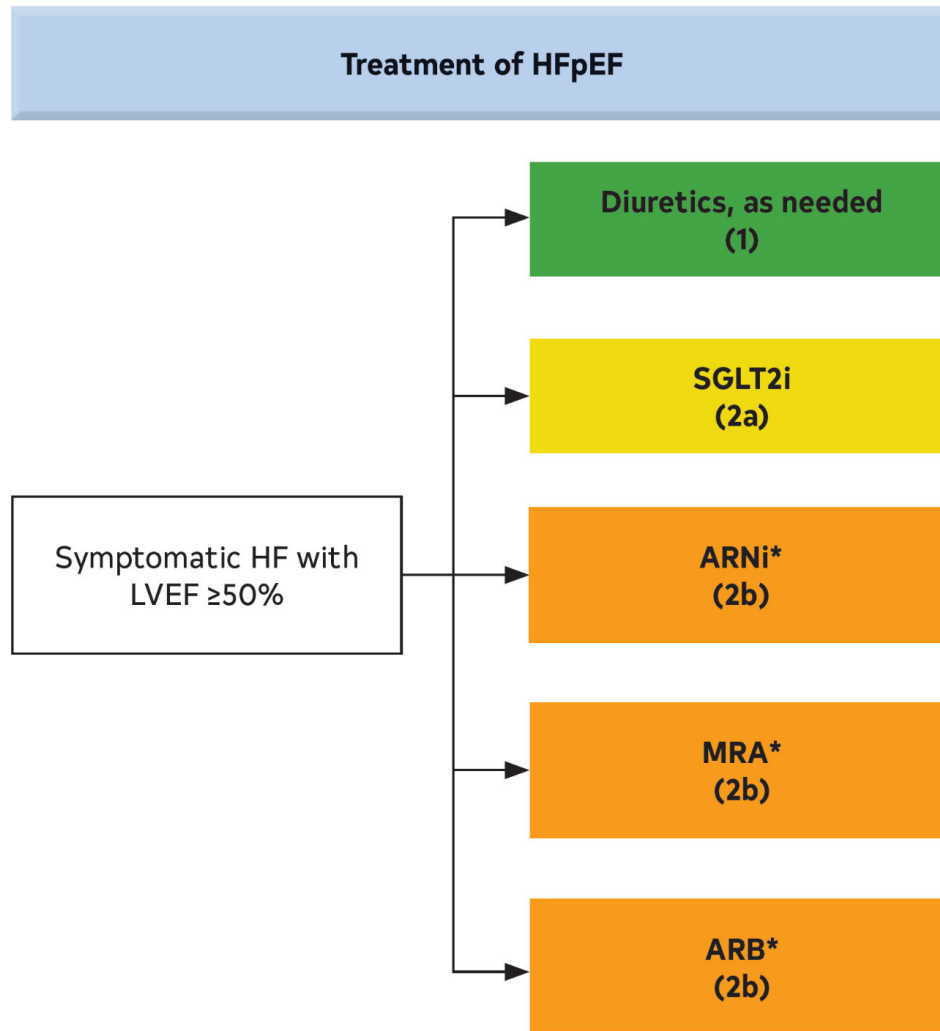 Treatment of HFpEF
Diuretics, as needed
(1)
SGLT2i
(2a)
Symptomatic HF with
LVEF ≥50%
ARNi*
(2b)
MRA*
(2b)
ARB*
(2b)